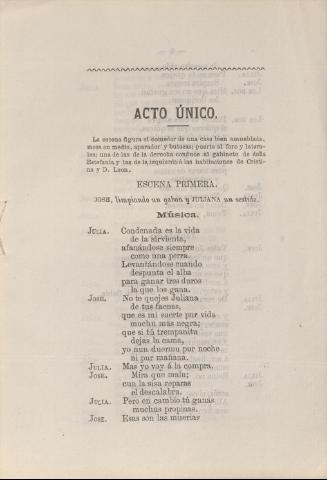 ACTO ÚNICO.
La escena figura el comedor de una casa bien amueblada,
mesa en medio, aparador y butacas; puerta al foro y latera-
les; una de las de la derecha conduce al gabinete de doña
Estefanía y las de la izquierda á las habitaciones de Cristi-
na y D. Leon.
ESCENA PRIMERA.
JOSÉ, limpiando un gaban y JULIANA un vestido.
Música.
JULIA. Condenada es la vida
de la sirvienta,
afanándose siempre
como una perra.
Levantándose cuando
despunta el alba
para ganar tres duros
la que los gana.
JOSÉ. No te quejes Juliana
de tus faenas,
que es mi suerte por vida
mucho más negra;
que si tú trempanito
dejas la cama,
yo aun duermo por noche
ni por mañana.
JULIA. Mas yo voy á la compra.
JOSÉ. Mira que malo;
con la sisa reparas
el descalabro.
JULIA. Pero en cambio tú ganas
muchas propinas.
JOSÉ. Esas son las miserias